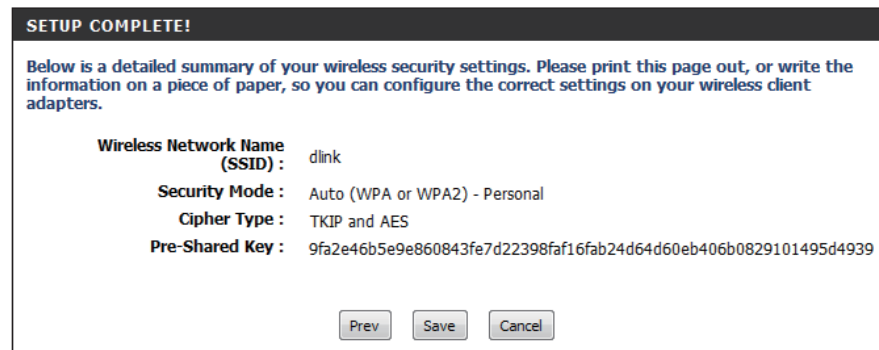 SETUP COMPLETE!
Below is a detailed summary of your wireless security settings. Please print this page out, or write the
information on a piece of paper, so you can configure the correct settings on your wireless client
adapters.
Wireless Network Name
(SSID) : dlink
Security Mode : Auto (WPA or WPA2) - Personal
Cipher Type : TKIP and AES
Pre-Shared Key : 9fa2e46b5e9e860843fe7d22398faf16fab24d64d60eb406b0829101495d4939
Prev Save Cancel